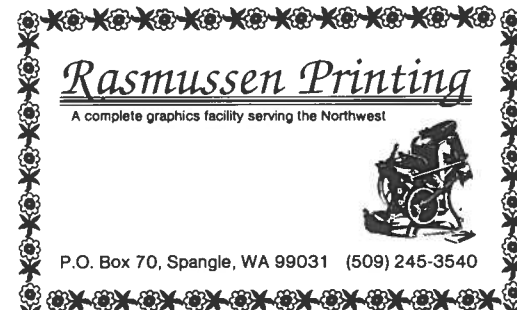 Rasmussen Printing
A complete graphics facility serving the Northwest
P.O. Box 70, Spangle, WA 99031 (509) 245-3540